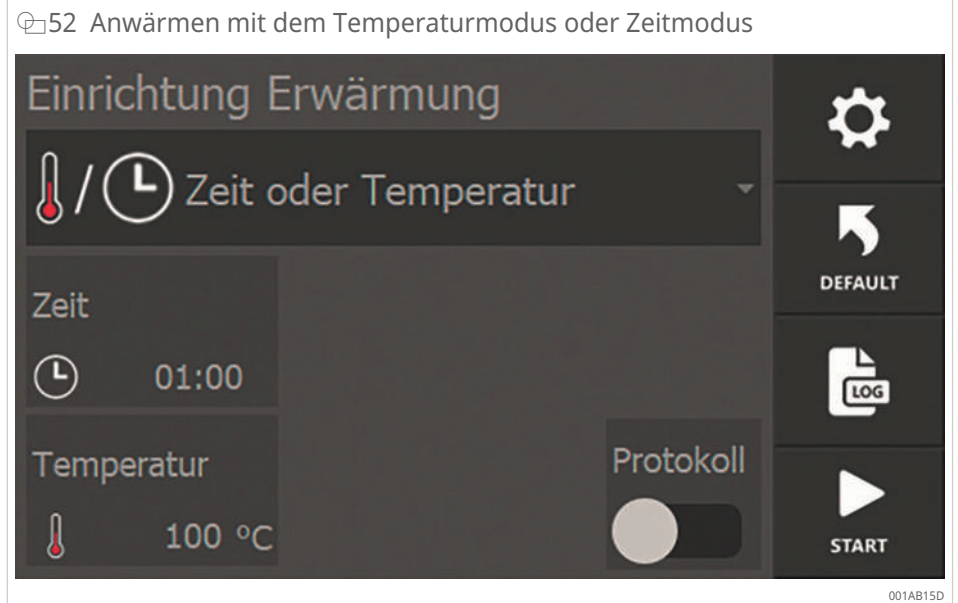 52 Anwärmen mit dem Temperaturmodus oder Zeitmodus
Einrichtung Erwärmung
/ Zeit oder Temperatur
DEFAULT
Zeit
01:00
LOG
Temperatur
100 °C
Protokoll
START
001AB15D